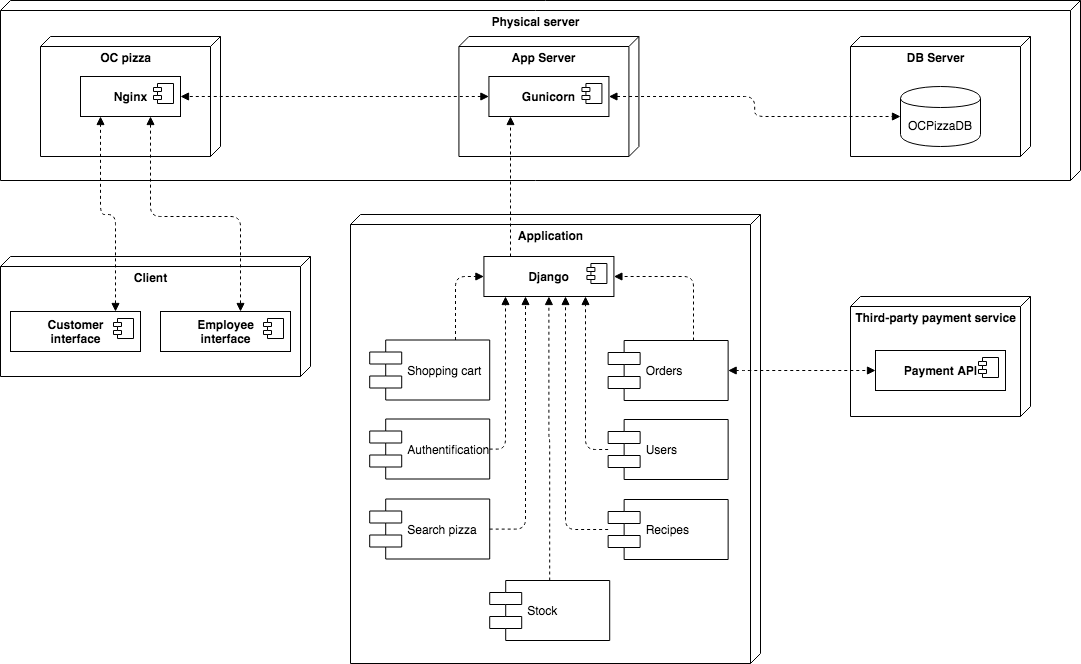 Physical server
OC pizza
App Server
DB Server
Nginx
Gunicorn
OCPizzaDB
Application
Django
Client
Customer
interface
Employee
interface
Third-party payment service
Payment API
Shopping cart
Orders
Authentification
Users
Search pizza
Recipes
Stock